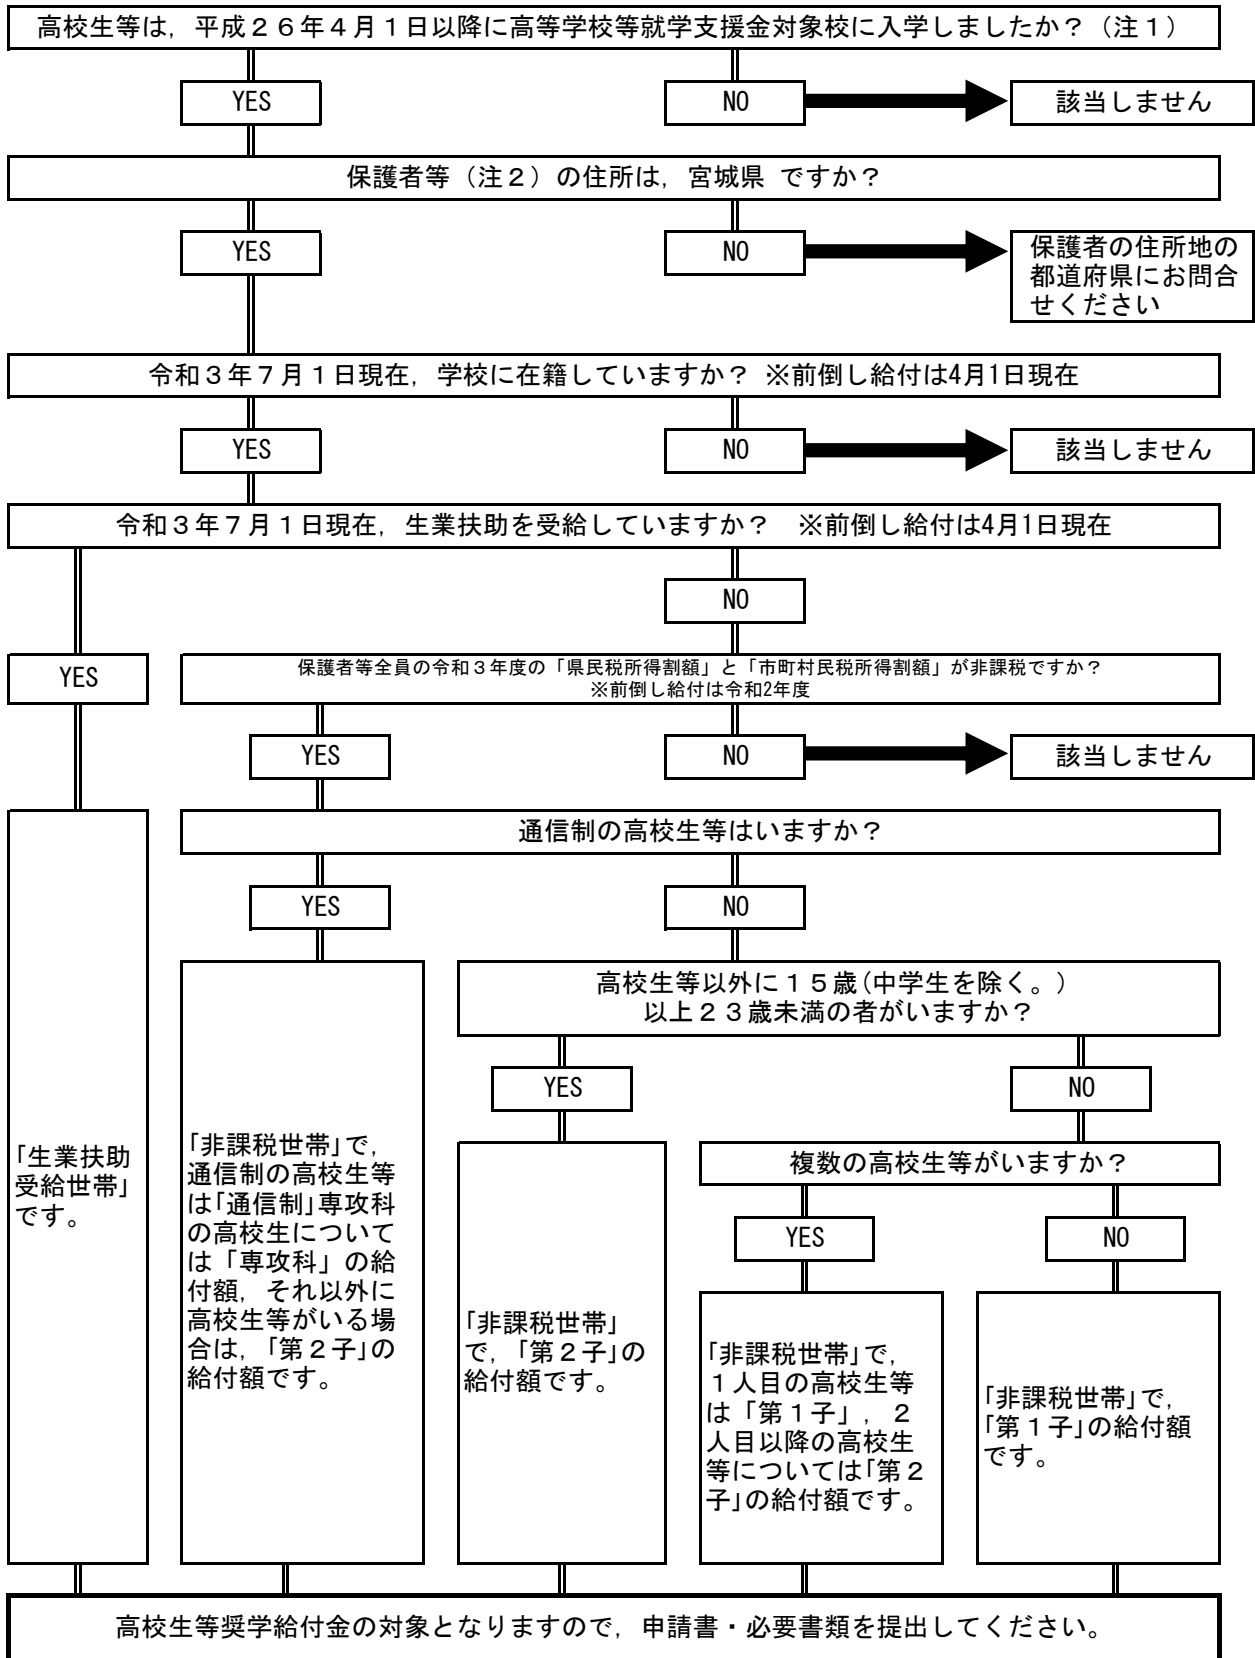 高校生等は，平成２６年４月１日以降に高等学校等就学支援金対象校に入学しましたか？（注１）
YES
NO
該当しません
保護者等（注２）の住所は，宮城県 ですか？
YES
NO
保護者の住所地の
都道府県にお問合
せください
令和３年７月１日現在，学校に在籍していますか？ ※前倒し給付は4月1日現在
YES
NO
該当しません
令和３年７月１日現在，生業扶助を受給していますか？　※前倒し給付は4月1日現在
NO
YES
保護者等全員の令和３年度の「県民税所得割額」と「市町村民税所得割額」が非課税ですか？
※前倒し給付は令和2年度
YES
NO
該当しません
通信制の高校生等はいますか？
YES
NO
高校生等以外に１５歳(中学生を除く。)
以上２３歳未満の者がいますか？
YES
NO
「生業扶助
受給世帯」
です。
「非課税世帯」で，
通信制の高校生等
は「通信制」専攻科
の高校生について
は「専攻科」の給
付額，それ以外に
高校生等がいる場
合は，「第２子」の
給付額です。
複数の高校生等がいますか？
YES
NO
「非課税世帯」
で，「第２子」の
給付額です。
「非課税世帯」で，
１人目の高校生等
は「第１子」，２
人目以降の高校生
等については「第２
子」の給付額です。
「非課税世帯」で，
「第１子」の給付額
です。
高校生等奨学給付金の対象となりますので，申請書・必要書類を提出してください。